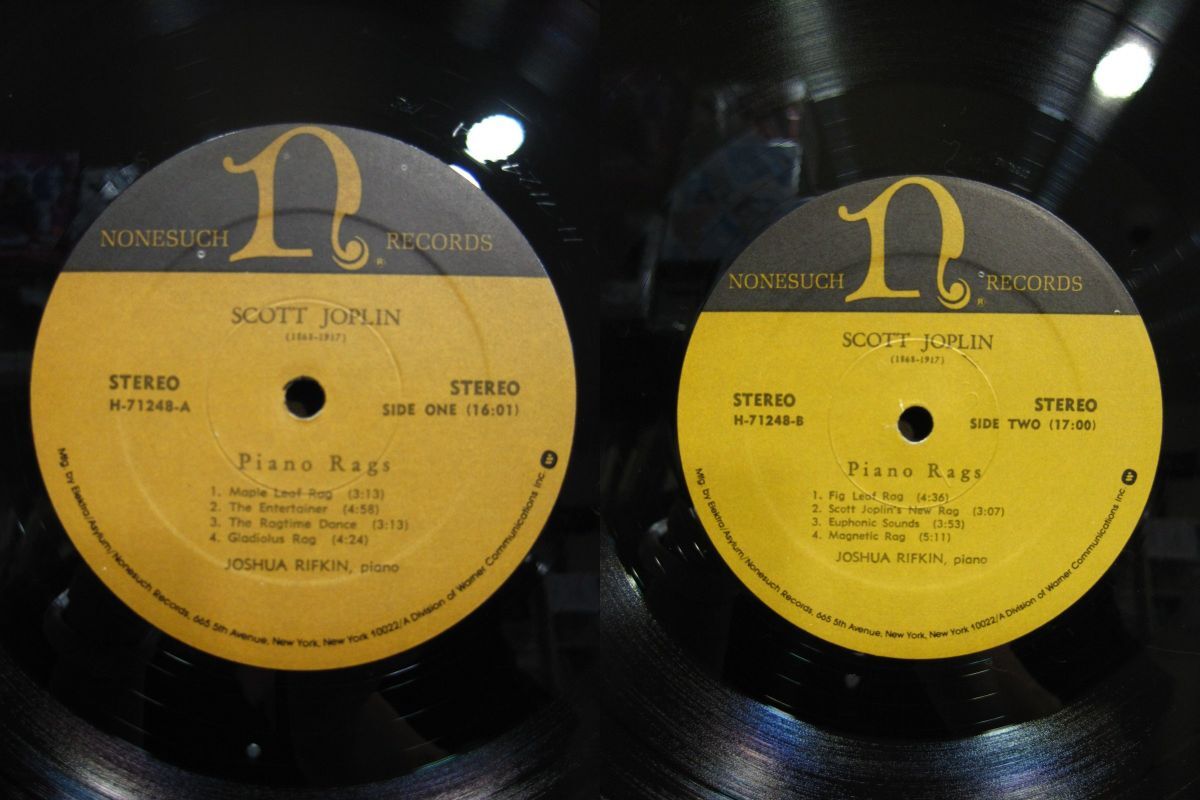 n
NONESUCH RECORDS ®
SCOTT JOPLIN
(1868-1917)
STEREO
H-71248-A
STEREO
SIDE ONE (16:01)
Piano Rags
1. Maple Leaf Rag (3:13)
2. The Entertainer (4:58)
3. The Ragtime Dance (3:13)
4. Gladiolus Rag (4:24)
JOSHUA RIFKIN, piano
Mfg. by Elektra/Asylum/Nonesuch Records, 665 5th Avenue, New York, New York 10022/A Division of Warner Communications Inc.
n
NONESUCH RECORDS ®
SCOTT JOPLIN
(1868-1917)
STEREO
H-71248-B
STEREO
SIDE TWO (17:00)
Piano Rags
1. Fig Leaf Rag (4:36)
2. Scott Joplin's New Rag (3:07)
3. Euphonic Sounds (3:53)
4. Magnetic Rag (5:11)
JOSHUA RIFKIN, piano
Mfg. by Elektra/Asylum/Nonesuch Records, 665 5th Avenue, New York, New York 10022/A Division of Warner Communications Inc.